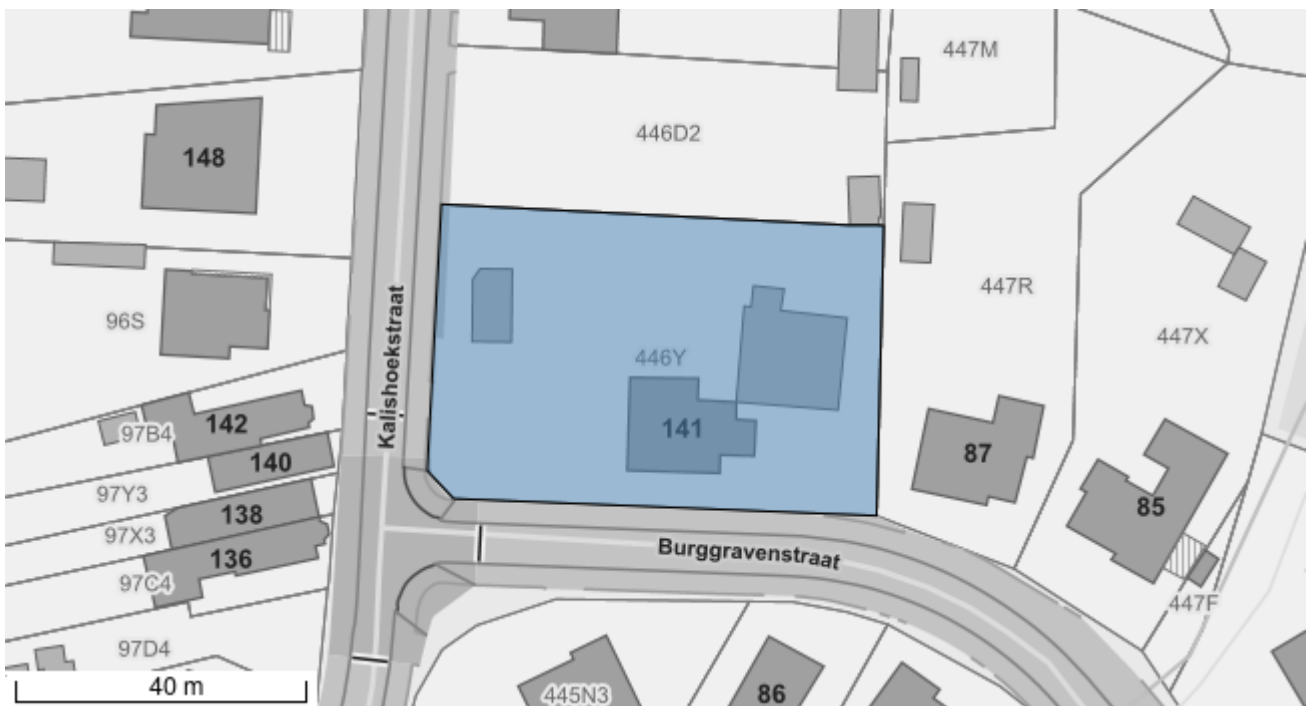 447M
446D2
148
447R
96S
Kalishoekstraat
447X
446Y
142
97B4
141
140
87
97Y3
138
85
97X3
136
Burggravenstraat
97C4
447F
97D4
40 m
445N3
86